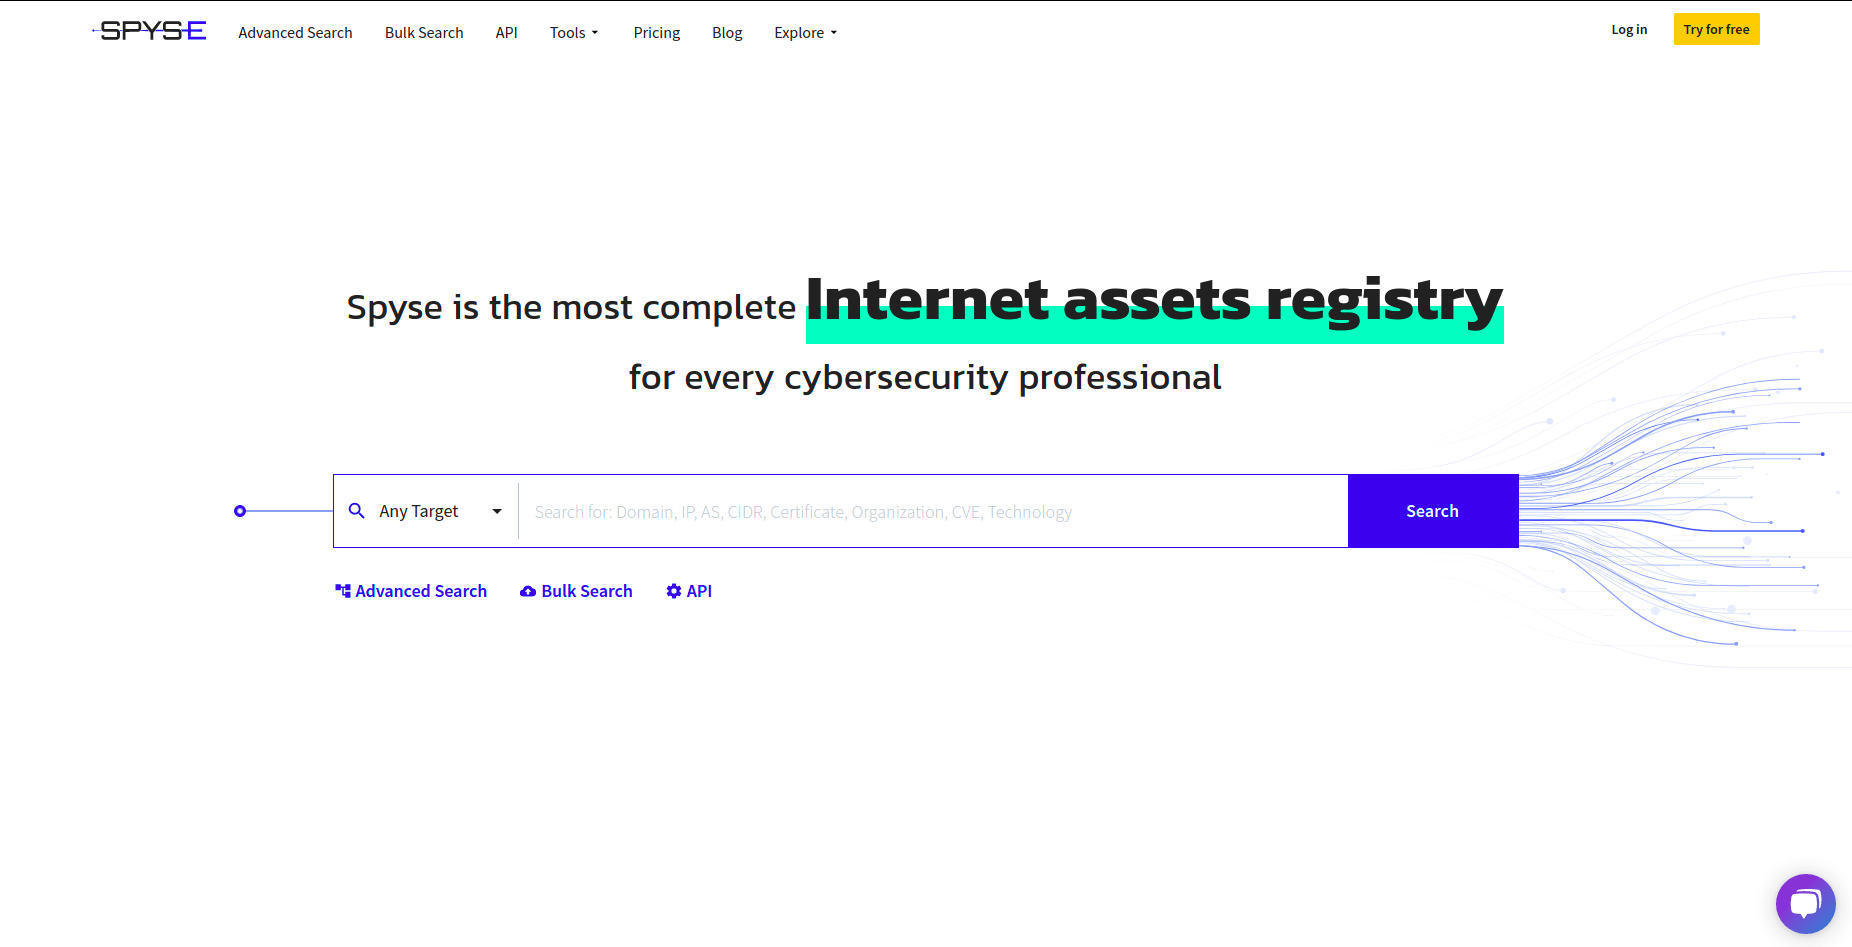 SPYSE Advanced Search Bulk Search API Tools Pricing Blog Explore Log in Try for free
Spyse is the most complete Internet assets registry
for every cybersecurity professional
Any Target Search for: Domain, IP, AS, CIDR, Certificate, Organization, CVE, Technology Search
Advanced Search Bulk Search API